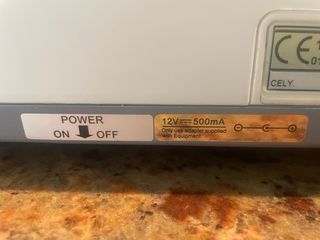 POWER
ON OFF
12V 500mA
Only use adapter supplied
with Equipment
CE
CELY.